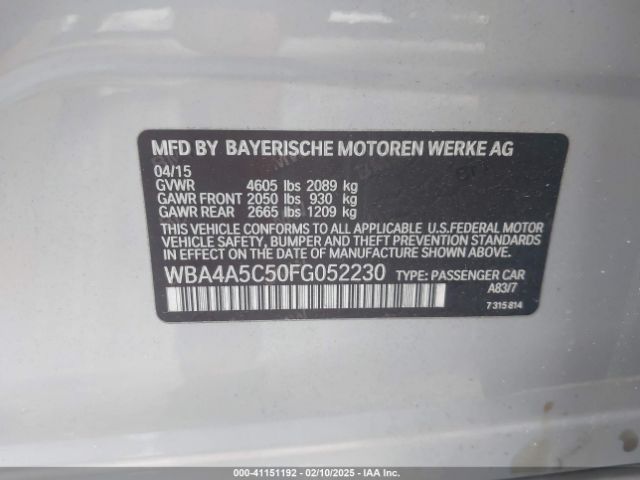 MFD BY BAYERISCHE MOTOREN WERKE AG
04/15
GVWR 4605 lbs 2089 kg
GAWR FRONT 2050 lbs 930 kg
GAWR REAR 2665 lbs 1209 kg
THIS VEHICLE CONFORMS TO ALL APPLICABLE U.S.FEDERAL MOTOR
VEHICLE SAFETY, BUMPER AND THEFT PREVENTION STANDARDS IN
EFFECT ON THE DATE OF MANUFACTURE SHOWN ABOVE.
WBA4A5C50FG052230 TYPE: PASSENGER CAR
A83/7
7 315 814
000-41151192 - 02/10/2025 - IAA Inc.